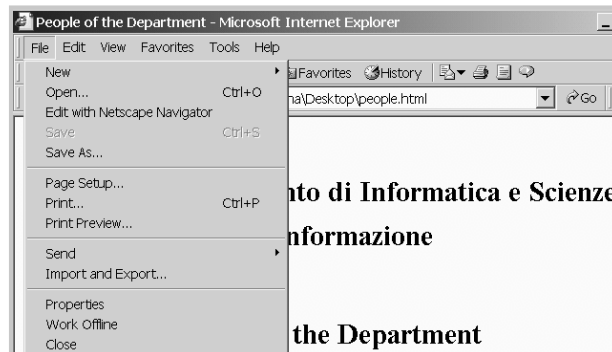 People of the Department - Microsoft Internet Explorer
File Edit View Favorites Tools Help
New
Favorites History
Open... Ctrl+O
na\Desktop\people.html Go
Edit with Netscape Navigator
Save Ctrl+S
Save As...
Page Setup...
nto di Informatica e Scienze
Print... Ctrl+P
Print Preview...
nformazione
Send
Import and Export...
Properties
Work Offline
the Department
Close